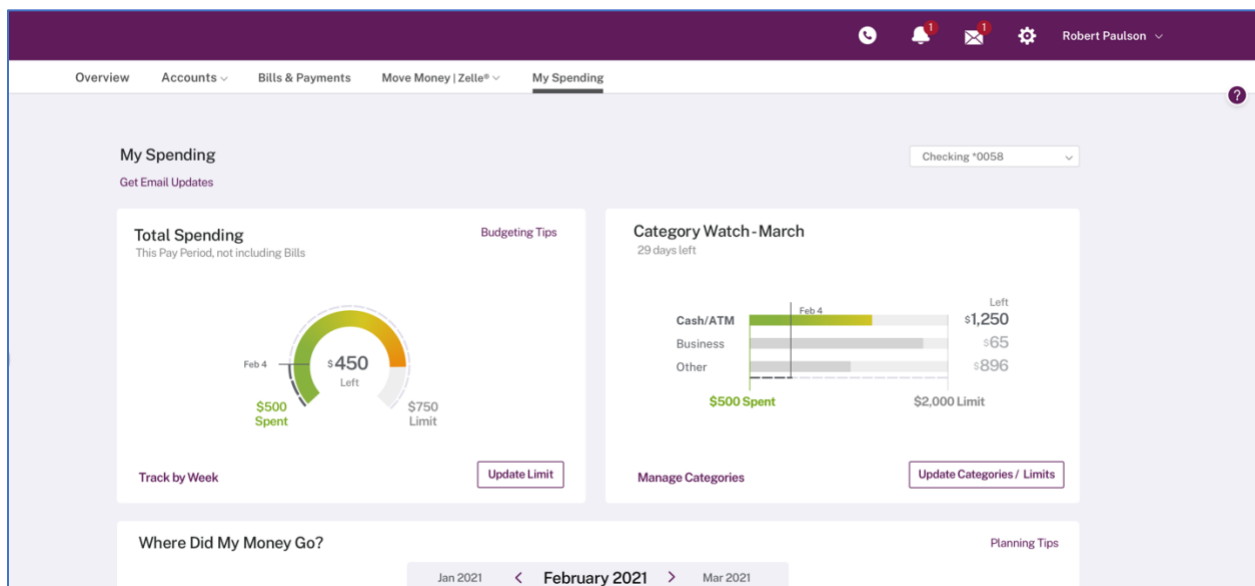 1
1
Robert Paulson
Overview Accounts Bills & Payments Move Money | Zelle® My Spending
?
My Spending
Checking *0058
Get Email Updates
Total Spending
Budgeting Tips
This Pay Period, not including Bills
Feb 4
$450
Left
$500
Spent
$750
Limit
Track by Week
Update Limit
Category Watch - March
29 days left
Left
Feb 4
Cash/ATM $1,250
Business $65
Other $896
$500 Spent $2,000 Limit
Manage Categories
Update Categories / Limits
Where Did My Money Go?
Planning Tips
Jan 2021 < February 2021 > Mar 2021